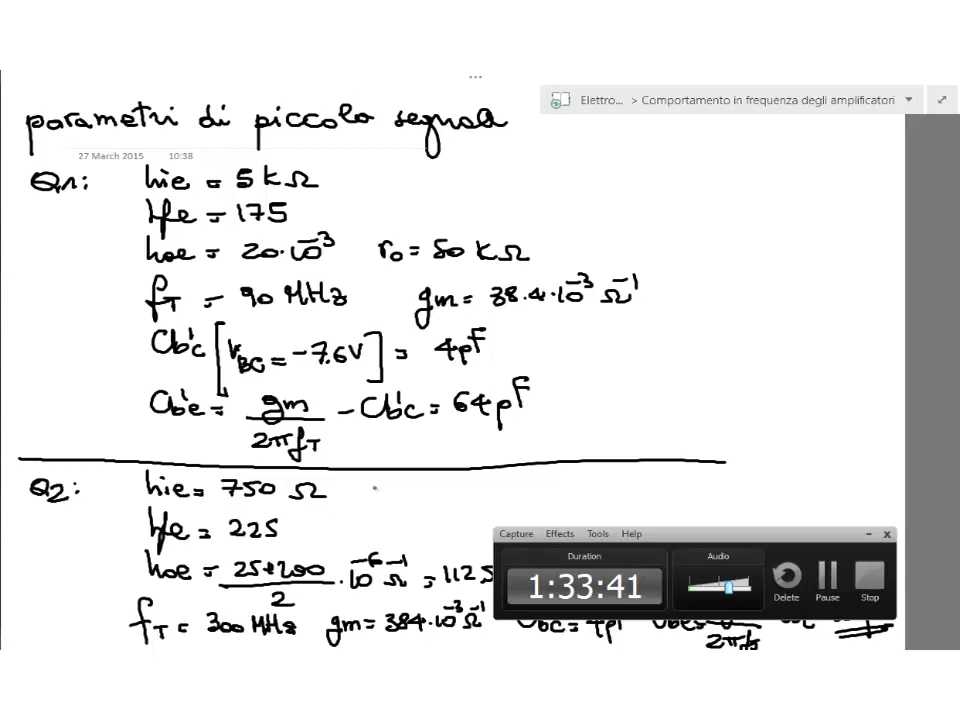 Elettro... > Comportamento in frequenza degli amplificatori
parametri di piccolo segnale
27 March 2015 10:38
Q1: hie = 5 kΩ
hfe = 175
hoe = 20·10⁻³ ro = 50 kΩ
fT = 90 MHz gm = 38.4·10⁻³ Ω⁻¹
Cb'c [VBC = -7.6V] = 4pF
Cb'e = gm / 2πfT - Cb'c = 64pF
Q2: hie = 750 Ω
hfe = 225
hoe = 25+200 / 2 · 10⁻⁶ Ω⁻¹ = 112.5
fT = 300 MHz gm = 384·10⁻³ Ω⁻¹ Cb'c = 4pF
2πfT
Capture Effects Tools Help
Duration Audio
1:33:41
Delete Pause Stop